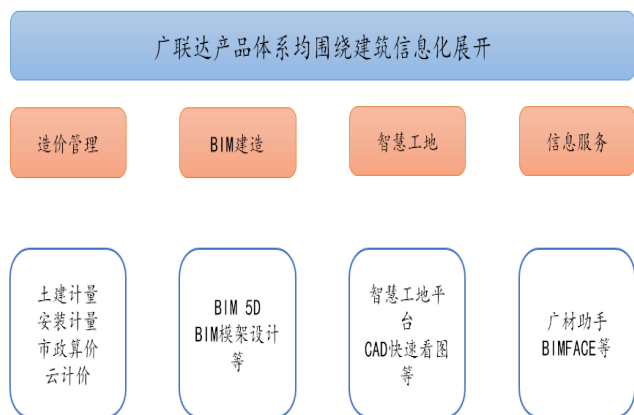 广联达产品体系均围绕建筑信息化展开
造价管理
BIM建造
智慧工地
信息服务
土建计量
安装计量
市政算价
云计价
BIM 5D
BIM模架设计
等
智慧工地平
台
CAD快速看图
等
广材助手
BIMFACE等